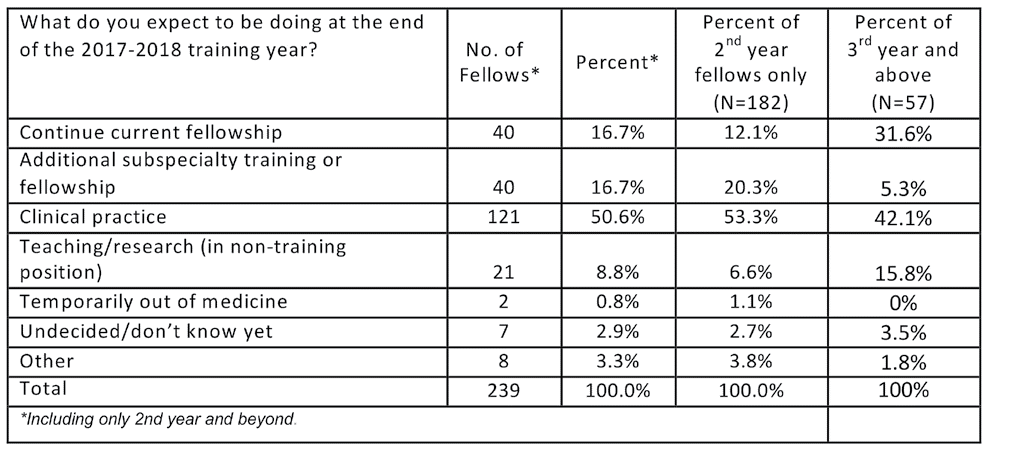 What do you expect to be doing at the end of the 2017-2018 training year? No. of Fellows* Percent* Percent of 2nd year fellows only (N=182) Percent of 3rd year and above (N=57)
Continue current fellowship 40 16.7% 12.1% 31.6%
Additional subspecialty training or
fellowship 40 16.7% 20.3% 5.3%
Clinical practice 121 50.6% 53.3% 42.1%
Teaching/research (in non-training
position) 21 8.8% 6.6% 15.8%
Temporarily out of medicine 2 0.8% 1.1% 0%
Undecided/don't know yet 7 2.9% 2.7% 3.5%
Other 8 3.3% 3.8% 1.8%
Total 239 100.0% 100.0% 100%
*Including only 2nd year and beyond.